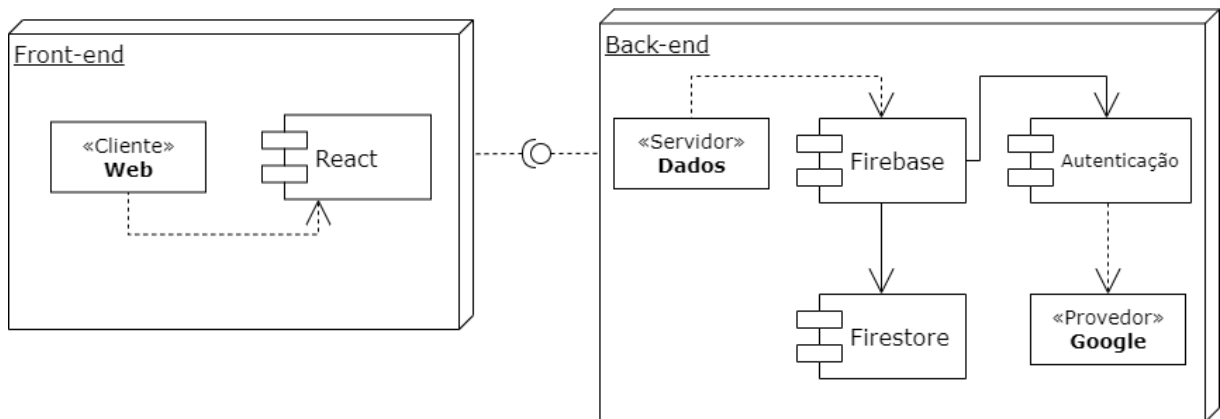 Front-end
«Cliente»
Web
React
Back-end
«Servidor»
Dados
Firebase
Autenticação
Firestore
«Provedor»
Google